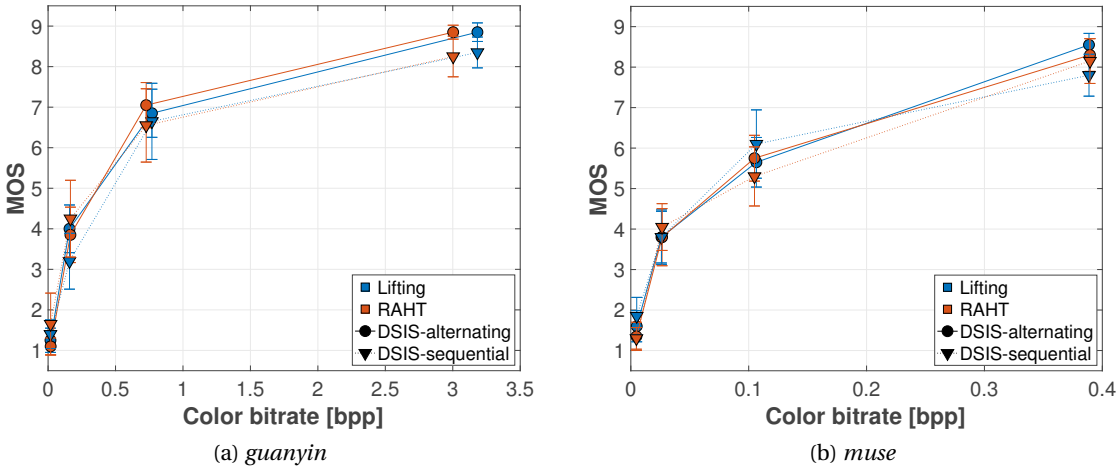 9
8
7
6
5
4
3
2
1
MOS
Lifting
RAHT
DSIS-alternating
DSIS-sequential
0 0.5 1 1.5 2 2.5 3 3.5
Color bitrate [bpp]
(a) guanyin
9
8
7
6
5
4
3
2
1
MOS
Lifting
RAHT
DSIS-alternating
DSIS-sequential
0 0.1 0.2 0.3 0.4
Color bitrate [bpp]
(b) muse